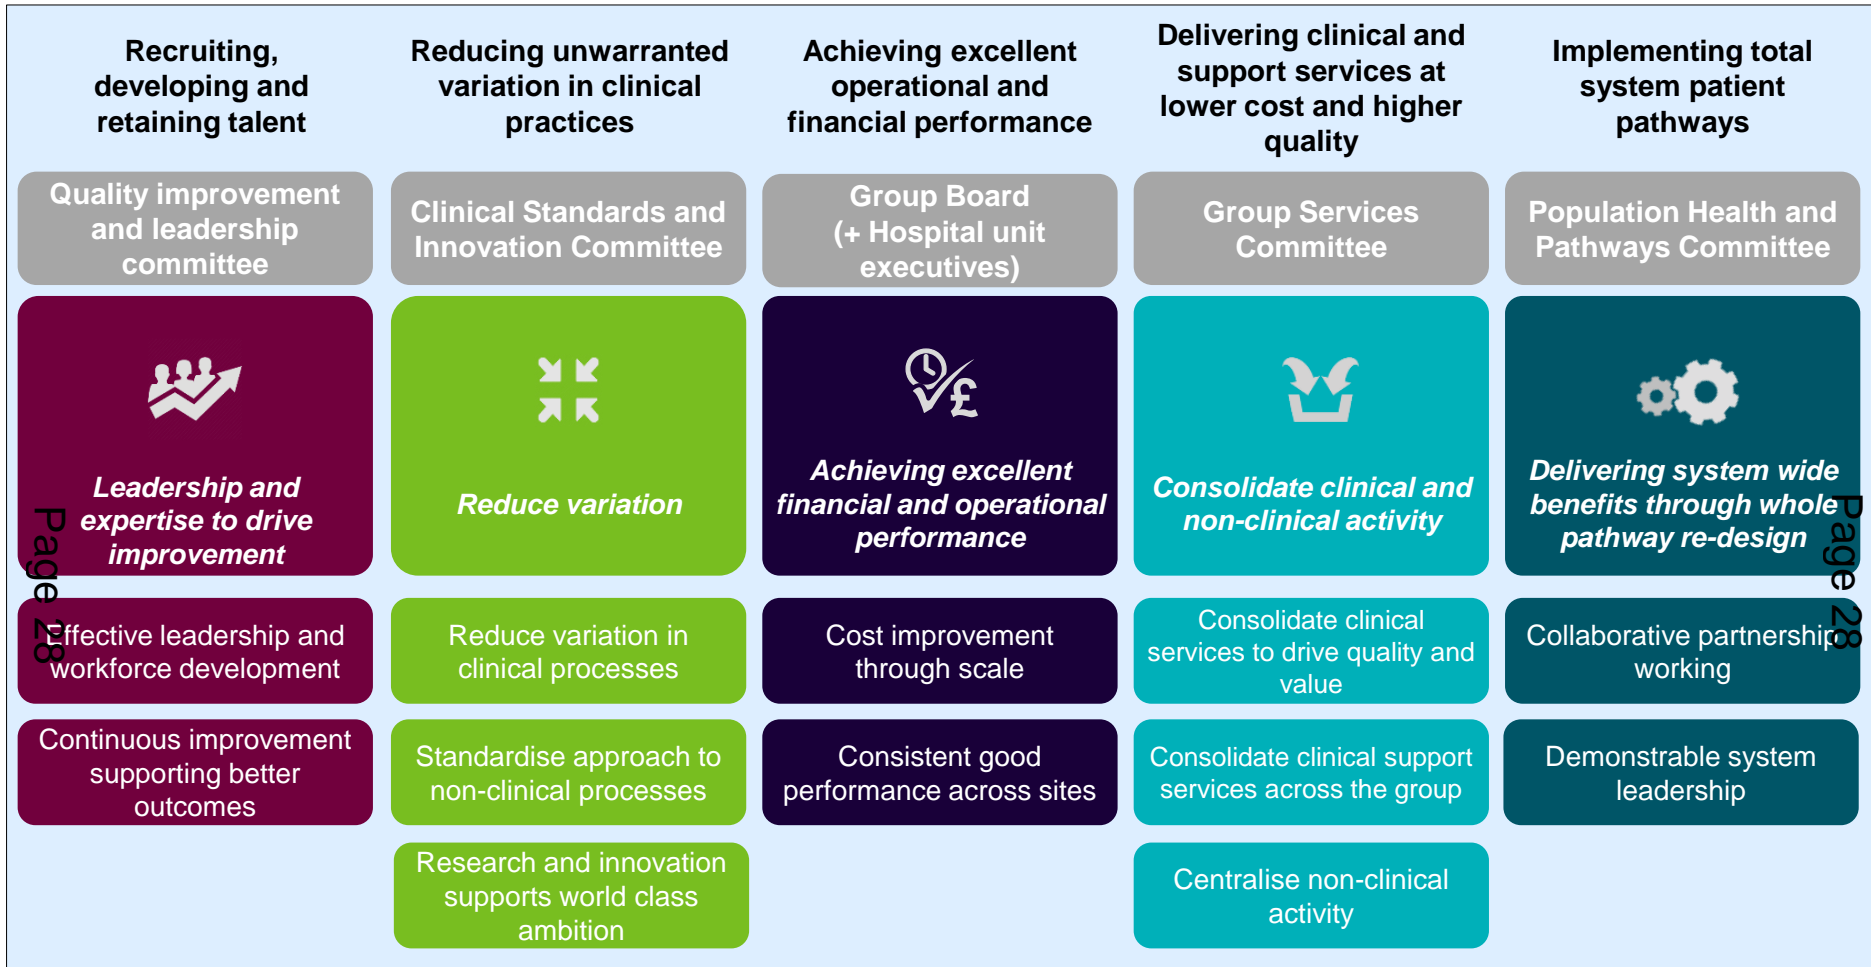 Recruiting,
developing and
retaining talent
Reducing unwarranted
variation in clinical
practices
Achieving excellent
operational and
financial performance
Delivering clinical and
support services at
lower cost and higher
quality
Implementing total
system patient
pathways
Quality improvement
and leadership
committee
Clinical Standards and
Innovation Committee
Group Board
(+ Hospital unit
executives)
Group Services
Committee
Population Health and
Pathways Committee
£
Leadership and
expertise to drive
improvement
Reduce variation
Achieving excellent
financial and operational
performance
Consolidate clinical and
non-clinical activity
Delivering system wide
benefits through whole
pathway re-design
Effective leadership and
workforce development
Reduce variation in
clinical processes
Cost improvement
through scale
Consolidate clinical
services to drive quality and
value
Collaborative partnership
working
Continuous improvement
supporting better
outcomes
Standardise approach to
non-clinical processes
Consistent good
performance across sites
Consolidate clinical support
services across the group
Demonstrable system
leadership
Research and innovation
supports world class
ambition
Centralise non-clinical
activity
Page 28
Page 28